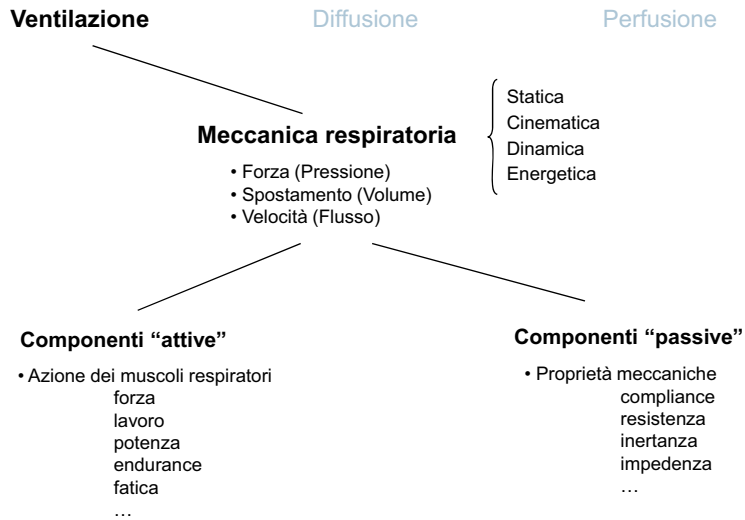 Ventilazione
Diffusione
Perfusione
Meccanica respiratoria
• Forza (Pressione)
• Spostamento (Volume)
• Velocità (Flusso)
Statica
Cinematica
Dinamica
Energetica
Componenti “attive”
• Azione dei muscoli respiratori
forza
lavoro
potenza
endurance
fatica
…
Componenti “passive”
• Proprietà meccaniche
compliance
resistenza
inertanza
impedenza
…